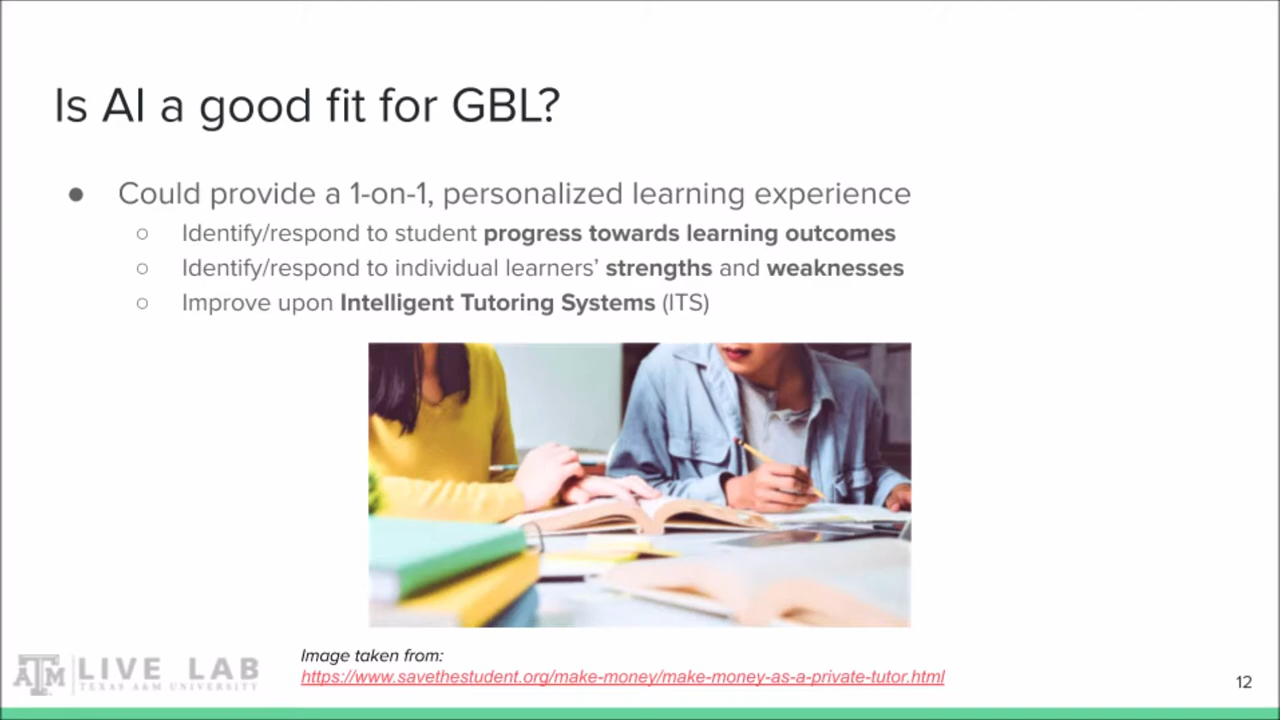 Is AI a good fit for GBL?
● Could provide a 1-on-1, personalized learning experience
○ Identify/respond to student progress towards learning outcomes
○ Identify/respond to individual learners’ strengths and weaknesses
○ Improve upon Intelligent Tutoring Systems (ITS)
Image taken from:
https://www.savethestudent.org/make-money/make-money-as-a-private-tutor.html
ATM LIVE LAB
TEXAS A&M UNIVERSITY
12